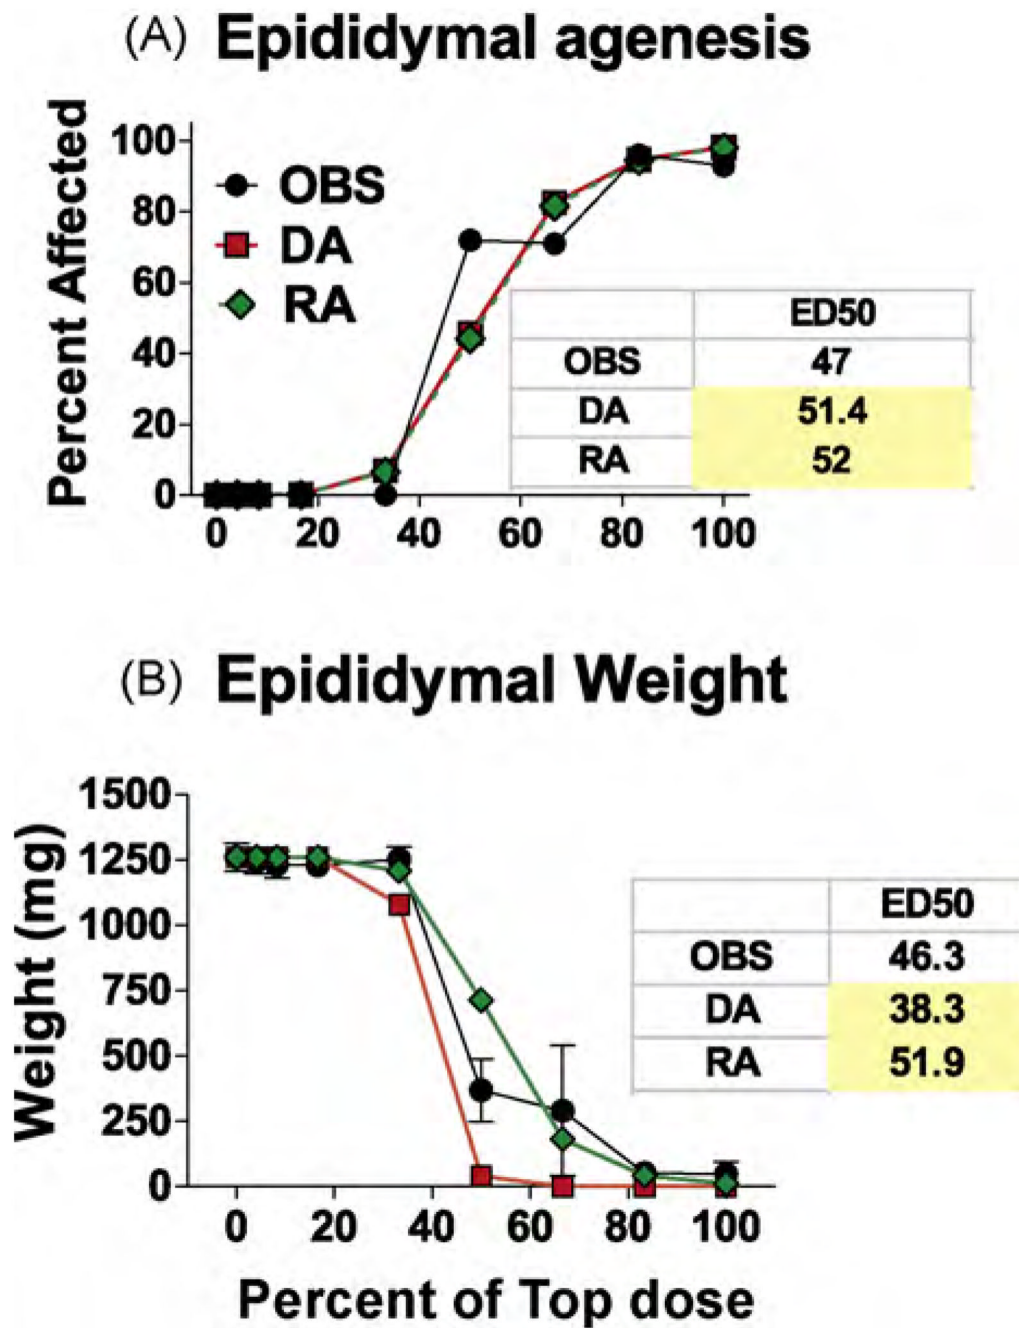 (A) Epididymal agenesis
Percent Affected
100
80
60
40
20
0
OBS
DA
RA
ED50
OBS 47
DA 51.4
RA 52
0 20 40 60 80 100
(B) Epididymal Weight
Weight (mg)
1500
1250
1000
750
500
250
0
ED50
OBS 46.3
DA 38.3
RA 51.9
0 20 40 60 80 100
Percent of Top dose